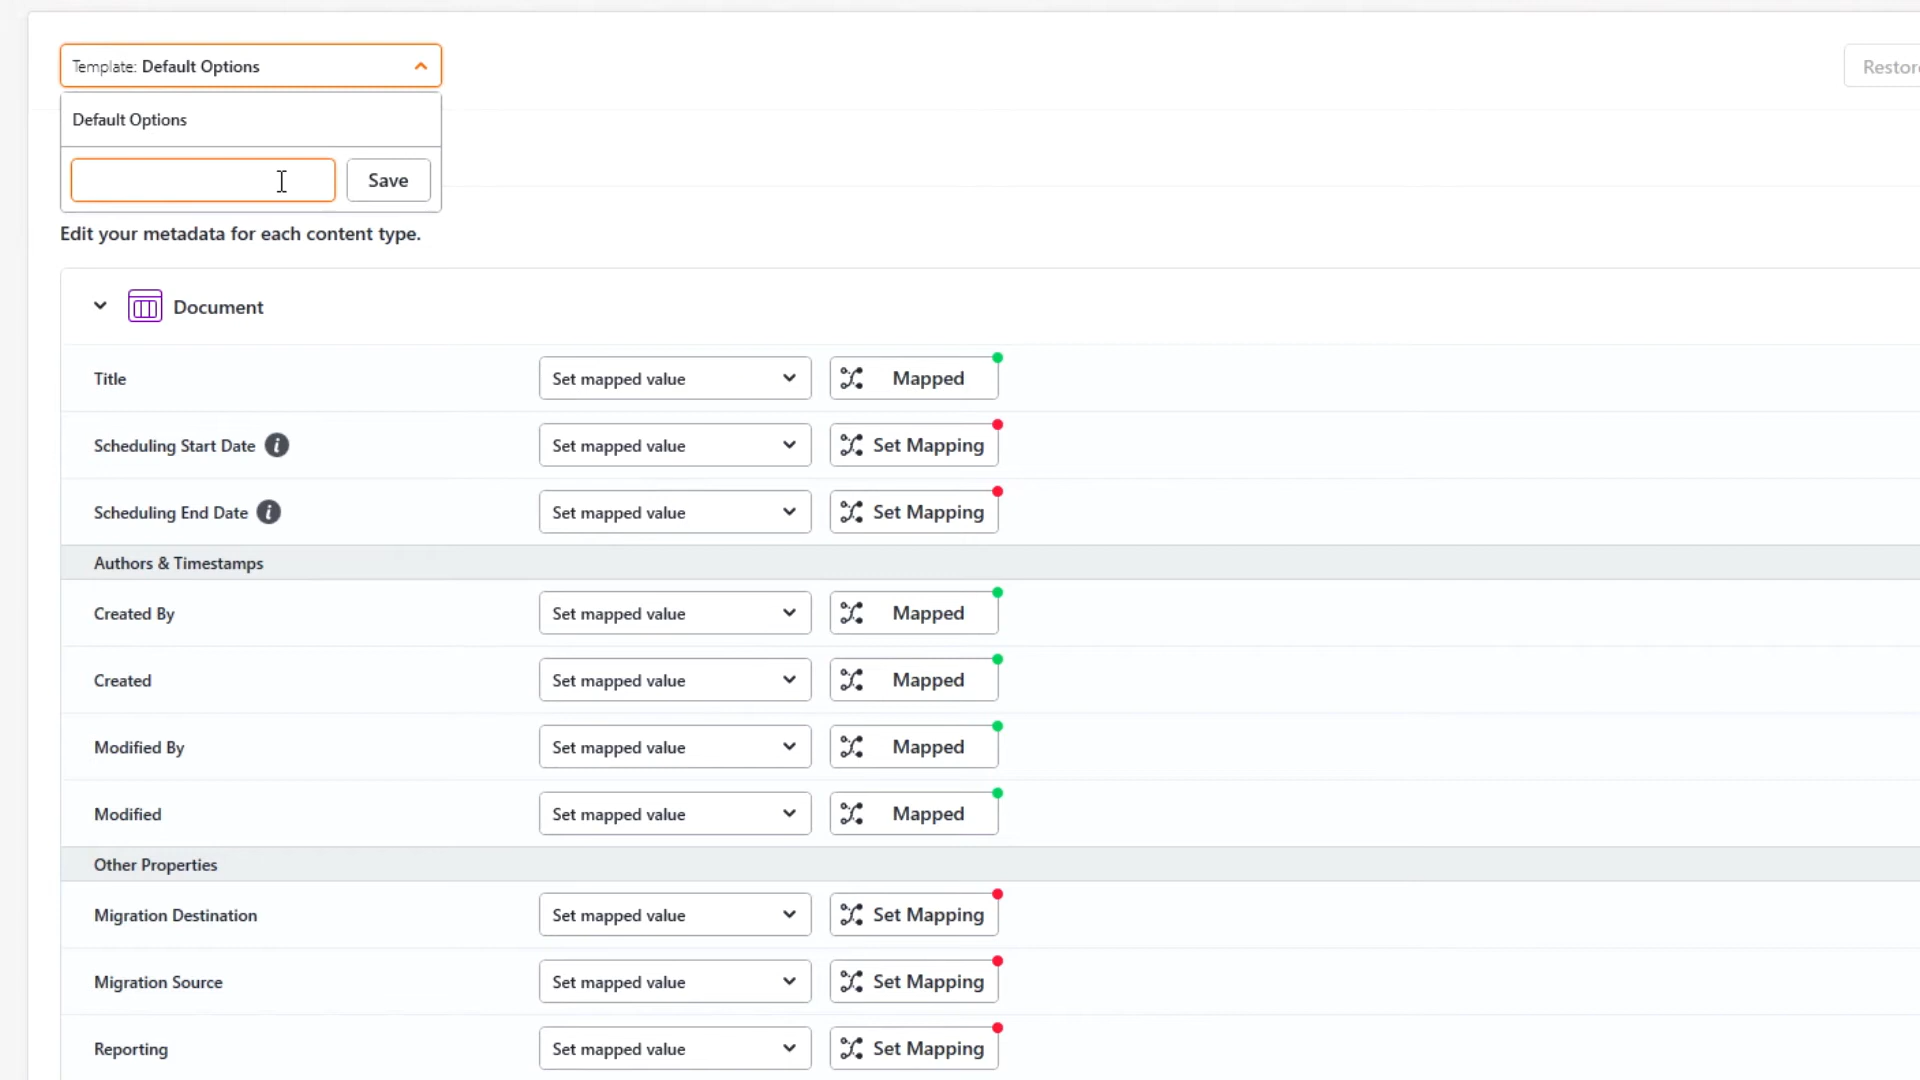 Template: Default Options
Restor
Default Options
Save
Edit your metadata for each content type.
Document
Title Set mapped value Mapped
Scheduling Start Date i Set mapped value Set Mapping
Scheduling End Date i Set mapped value Set Mapping
Authors & Timestamps
Created By Set mapped value Mapped
Created Set mapped value Mapped
Modified By Set mapped value Mapped
Modified Set mapped value Mapped
Other Properties
Migration Destination Set mapped value Set Mapping
Migration Source Set mapped value Set Mapping
Reporting Set mapped value Set Mapping